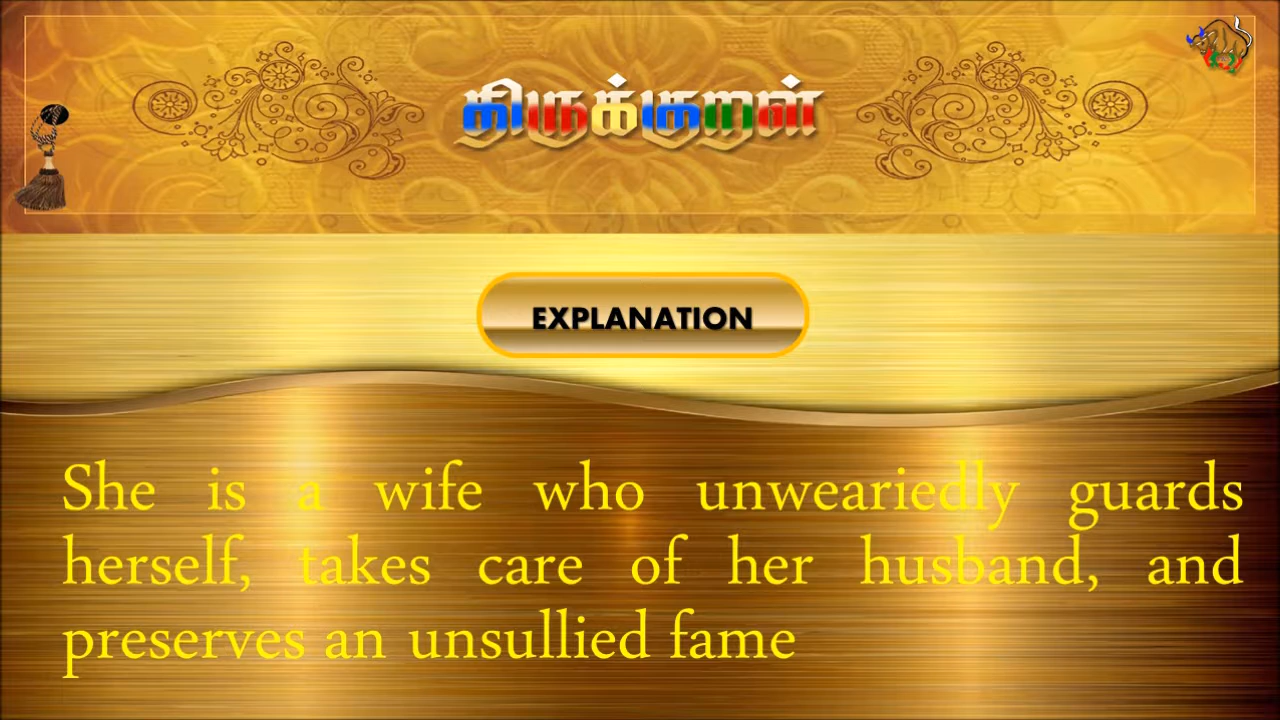 திருக்குறள்
EXPLANATION
She is a wife who unweariedly guards
herself, takes care of her husband, and
preserves an unsullied fame